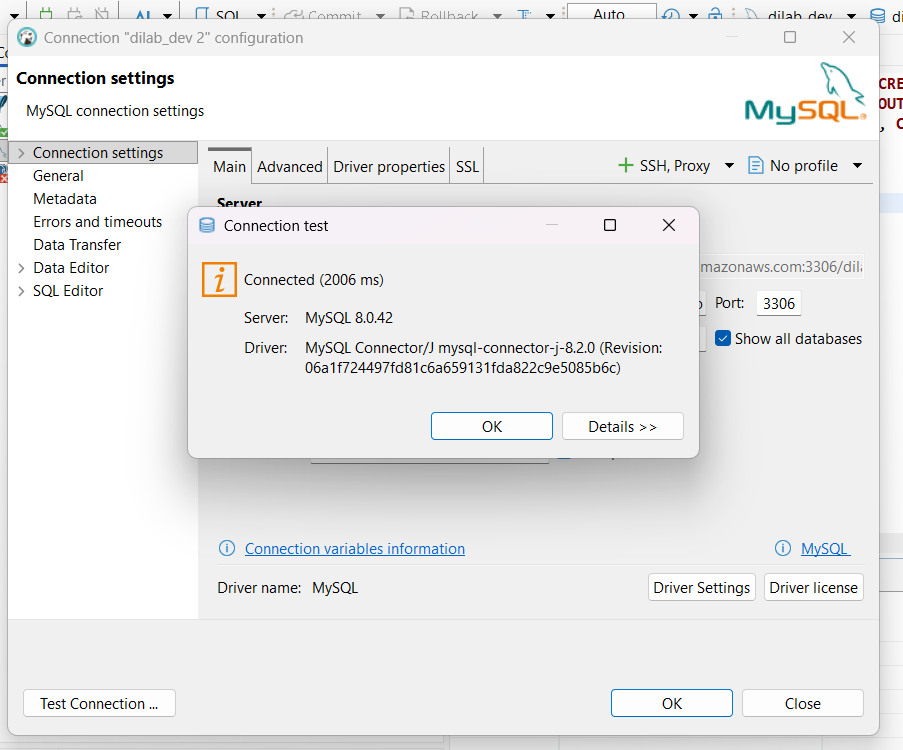 SQL
Commit
Rollback
Auto
dilab_dev
Connection "dilab_dev 2" configuration
Connection settings
MySQL connection settings
MySQL
CRE
OUT
, C
Connection settings
General
Metadata
Errors and timeouts
Data Transfer
Data Editor
SQL Editor
Main
Advanced
Driver properties
SSL
SSH, Proxy
No profile
Server
mazonaws.com:3306/dila
Port: 3306
Show all databases
Connection test
Connected (2006 ms)
Server: MySQL 8.0.42
Driver: MySQL Connector/J mysql-connector-j-8.2.0 (Revision:
06a1f724497fd81c6a659131fda822c9e5085b6c)
OK
Details >>
Connection variables information
MySQL
Driver name: MySQL
Driver Settings
Driver license
Test Connection ...
OK
Close